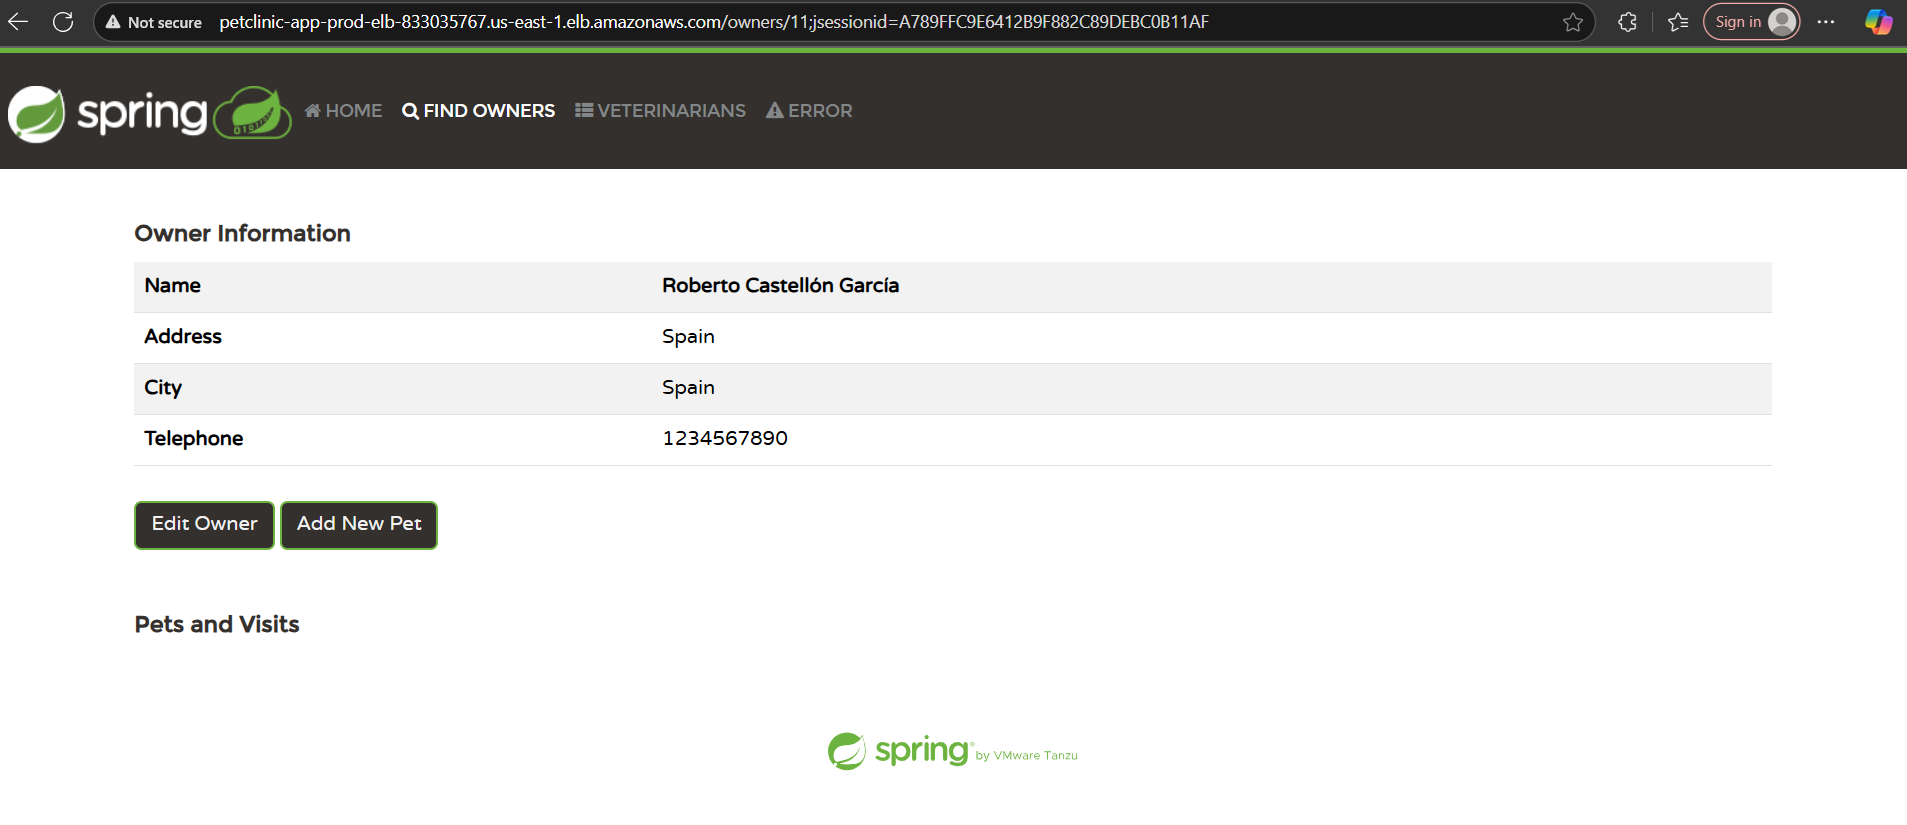 Not secure petclinic-app-prod-elb-833035767.us-east-1.elb.amazonaws.com/owners/11;jsessionid=A789FFC9E6412B9F882C89DEBC0B11AF Sign in
spring HOME FIND OWNERS VETERINARIANS ERROR
Owner Information
Name Roberto Castellón García
Address Spain
City Spain
Telephone 1234567890
Edit Owner Add New Pet
Pets and Visits
spring by VMware Tanzu